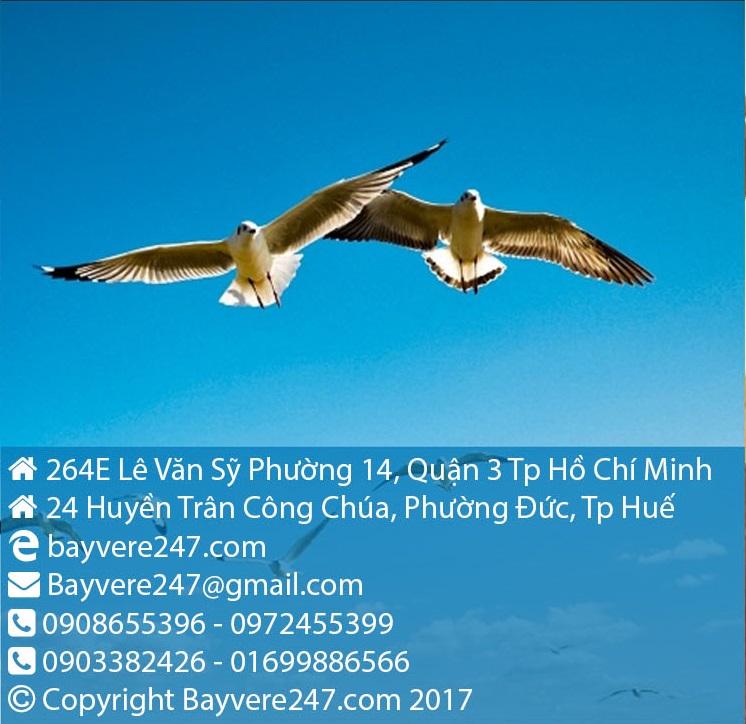 264E Lê Văn Sỹ Phường 14, Quận 3 Tp Hồ Chí Minh
24 Huyền Trân Công Chúa, Phường Đức, Tp Huế
bayvere247.com
Bayvere247@gmail.com
0908655396 - 0972455399
0903382426 - 01699886566
© Copyright Bayvere247.com 2017